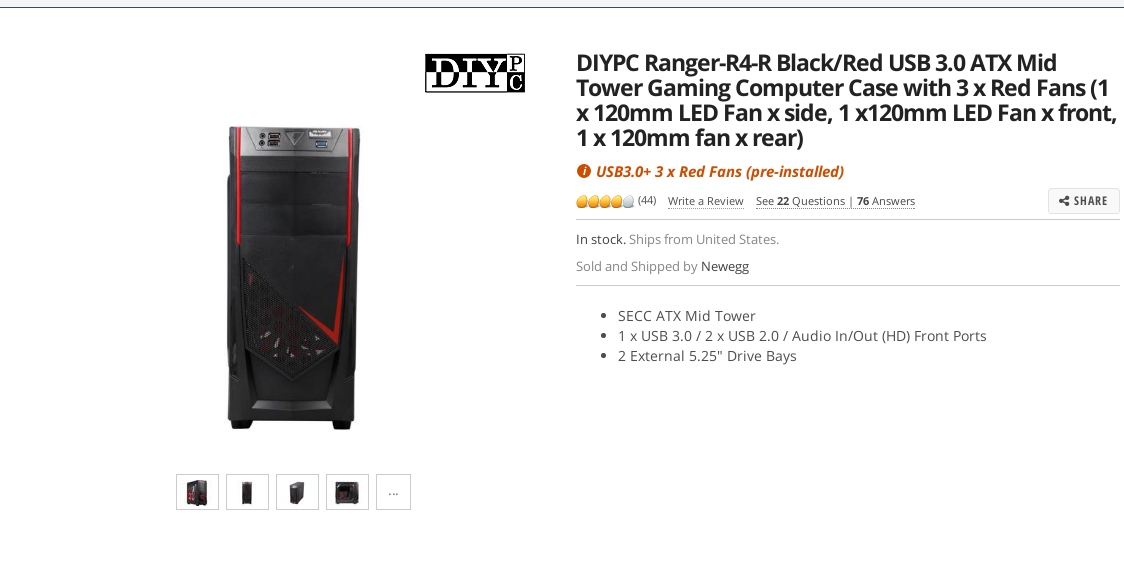 DIYPC
DIYPC Ranger-R4-R Black/Red USB 3.0 ATX Mid
Tower Gaming Computer Case with 3 x Red Fans (1
x 120mm LED Fan x side, 1 x120mm LED Fan x front,
1 x 120mm fan x rear)
i USB3.0+ 3 x Red Fans (pre-installed)
(44) Write a Review See 22 Questions | 76 Answers SHARE
In stock. Ships from United States.
Sold and Shipped by Newegg
• SECC ATX Mid Tower
• 1 x USB 3.0 / 2 x USB 2.0 / Audio In/Out (HD) Front Ports
• 2 External 5.25" Drive Bays
...